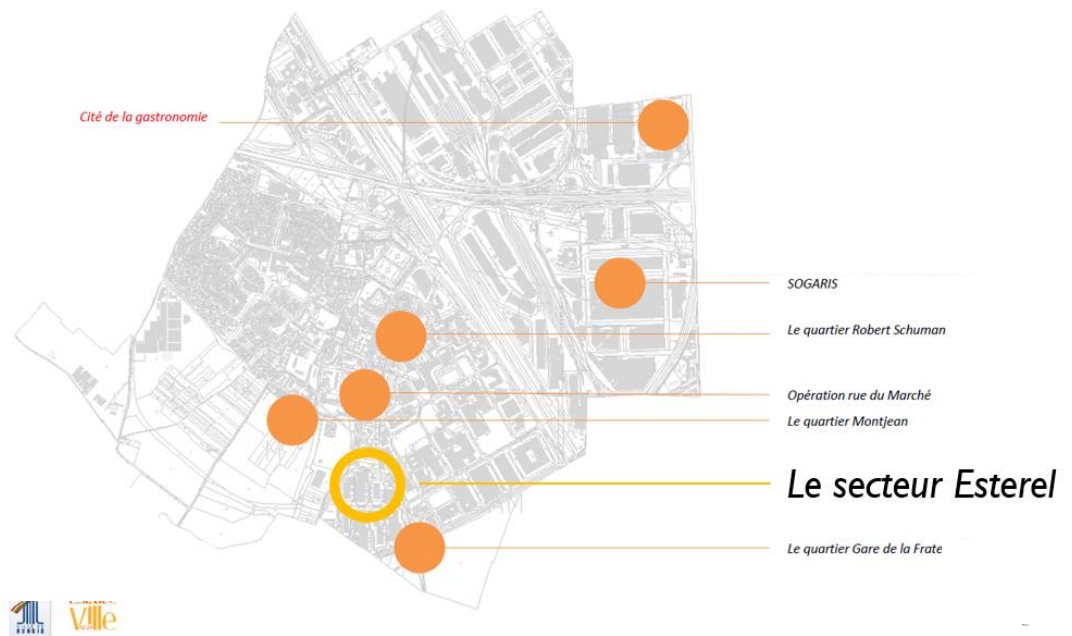 Cité de la gastronomie
SOGARIS
Le quartier Robert Schuman
Opération rue du Marché
Le quartier Montjean
Le secteur Esterel
Le quartier Gare de la Frate
Ville